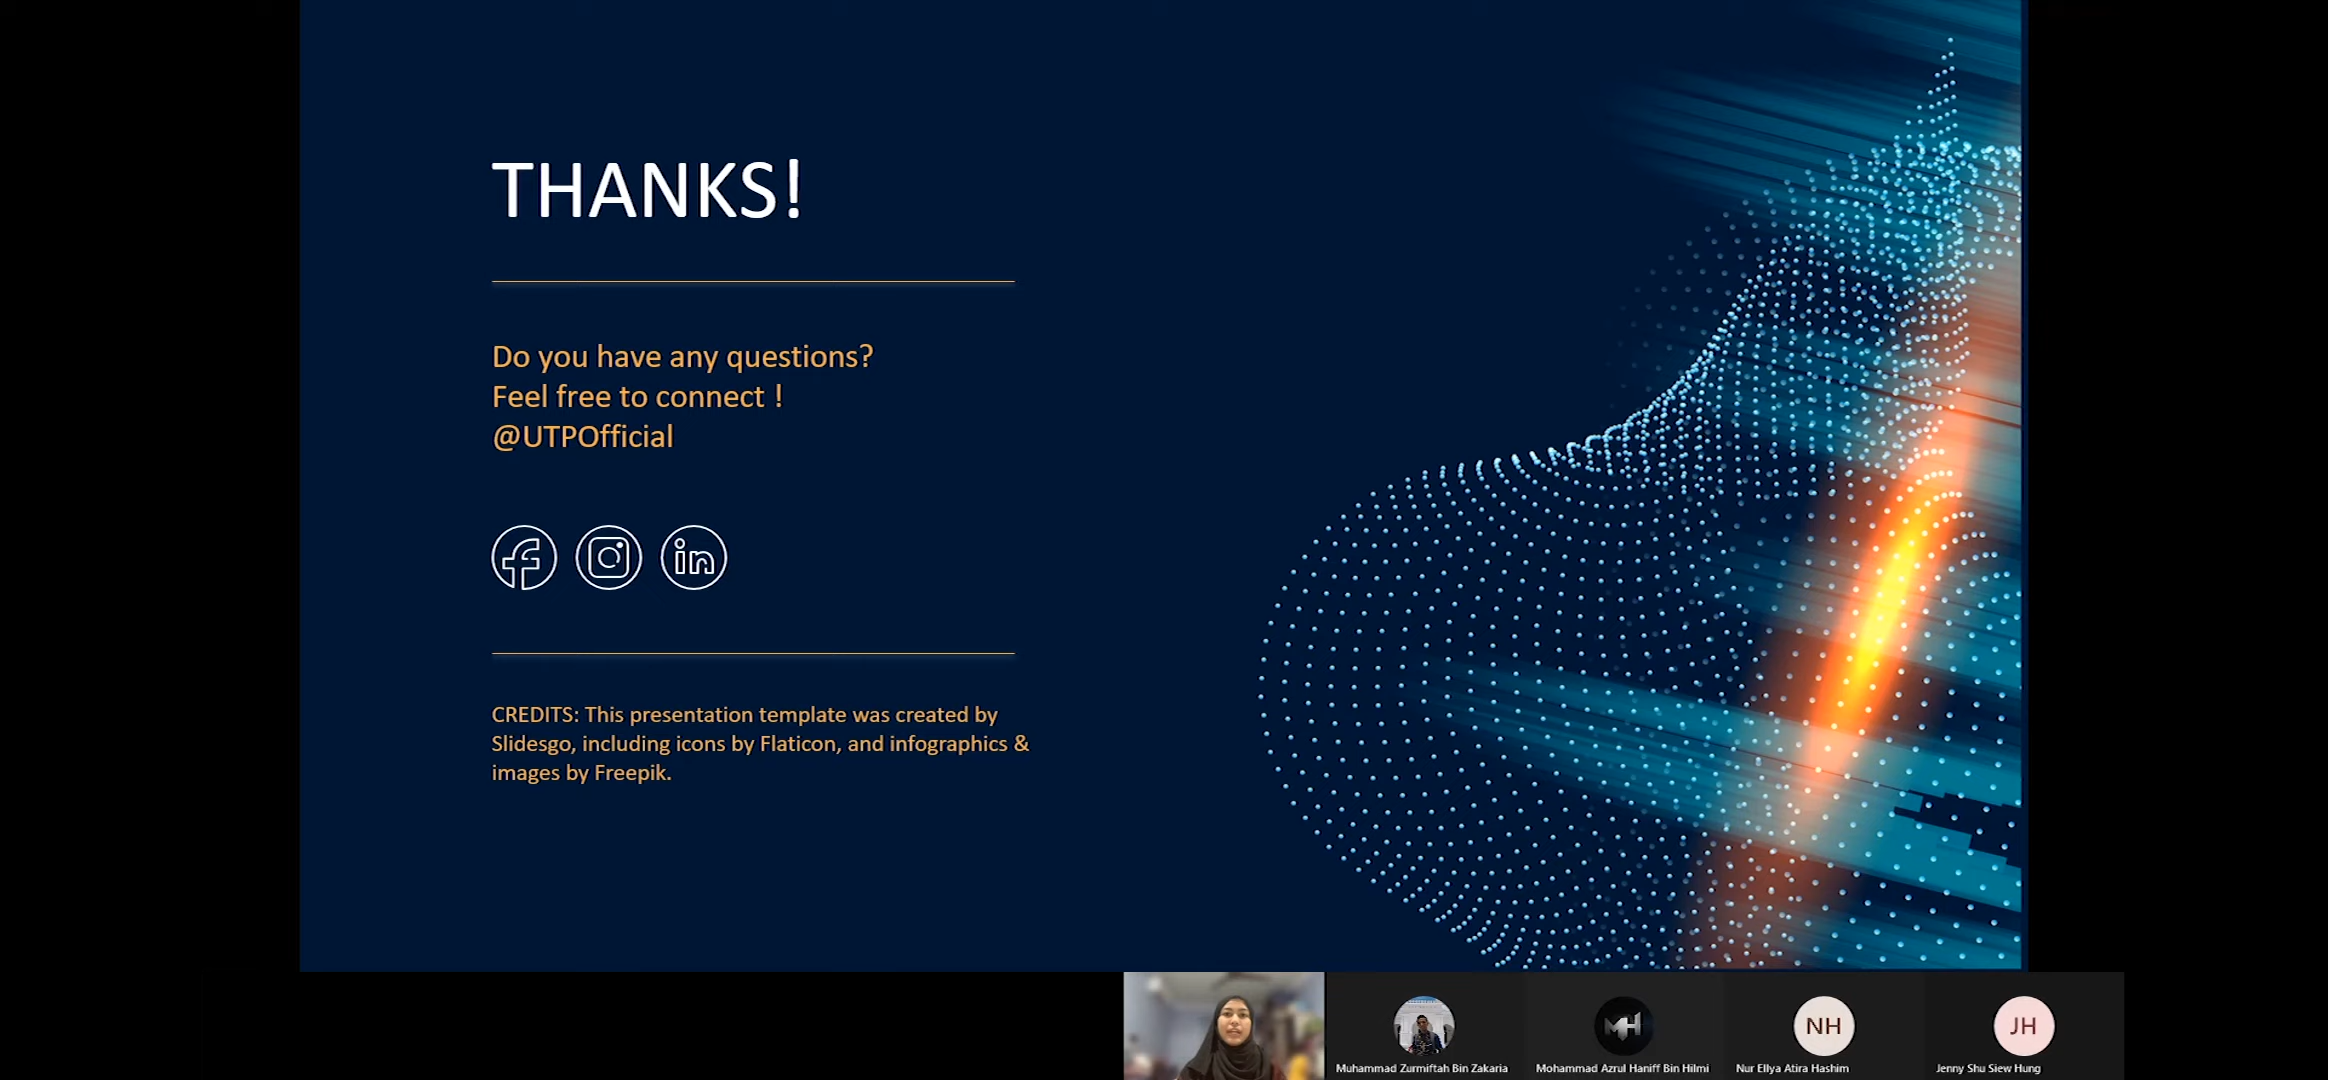 THANKS!
Do you have any questions?
Feel free to connect !
@UTPOfficial
in
CREDITS: This presentation template was created by
Slidesgo, including icons by Flaticon, and infographics &
images by Freepik.
MH
NH
JH
Muhammad Zurmiftah Bin Zakaria
Mohammad Azrul Haniff Bin Hilmi
Nur Ellya Atira Hashim
Jenny Shu Siew Hung